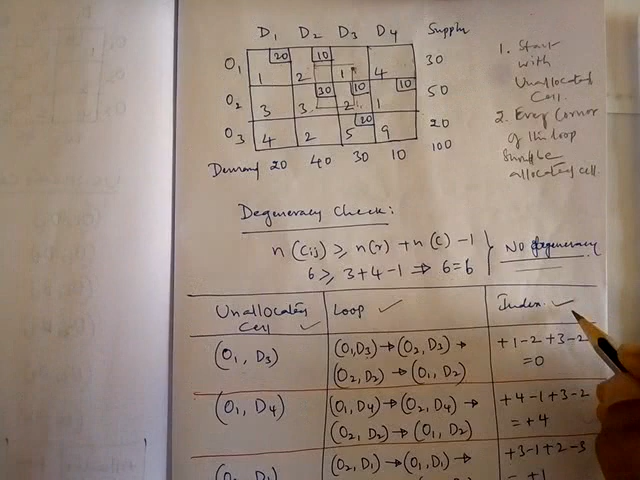 D1 D2 D3 D4 Supply
O1 20 10 30
1 2 1 4
O2 30 10 10 50
3 3 2 1
O3 20 20
4 2 5 9 100
Demand 20 40 30 10
1. Start
with
Unallocated
Cell.
2. Every Corner
of the loop
should be
allocated cell.
Degeneracy Check:
n(Cij) ≥ n(r) + n(c) - 1
6 ≥ 3+4-1 ⇒ 6=6
No Degeneracy
Unallocated Cell ✓ Loop ✓ Index ✓
(O1, D3) (O1,D3) → (O2, D3) → +1-2+3-2
(O2, D2) → (O1, D2) =0
(O1, D4) (O1, D4) → (O2, D4) → +4-1+3-2
(O2, D2) → (O1, D2) =+4
(O2, D1) (O2, D1) → (O1, D1) → +3-1+2-3
= +1